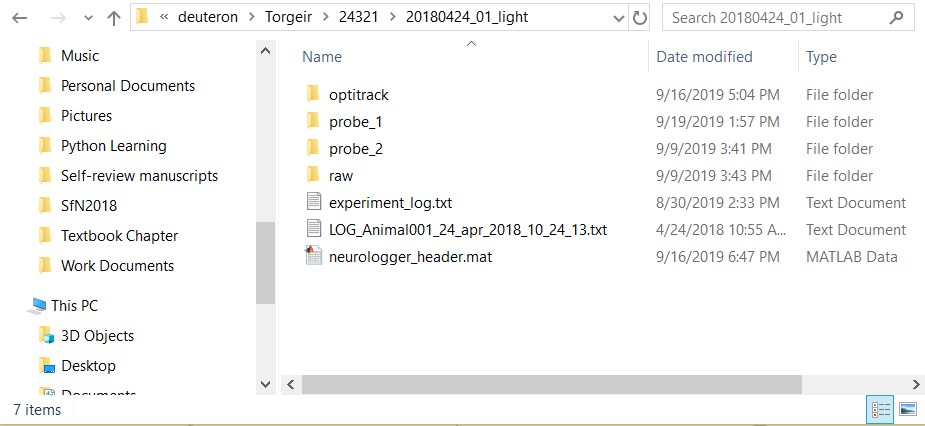 « deuteron > Torgeir > 24321 > 20180424_01_light
Search 20180424_01_light
Music
Personal Documents
Pictures
Python Learning
Self-review manuscripts
SfN2018
Textbook Chapter
Work Documents
This PC
3D Objects
Desktop
Documents
Name Date modified Type
optitrack 9/16/2019 5:04 PM File folder
probe_1 9/19/2019 1:57 PM File folder
probe_2 9/9/2019 3:41 PM File folder
raw 9/9/2019 3:43 PM File folder
experiment_log.txt 8/30/2019 2:33 PM Text Document
LOG_Animal001_24_apr_2018_10_24_13.txt 4/24/2018 10:55 A... Text Document
neurologger_header.mat 9/16/2019 6:47 PM MATLAB Data
7 items